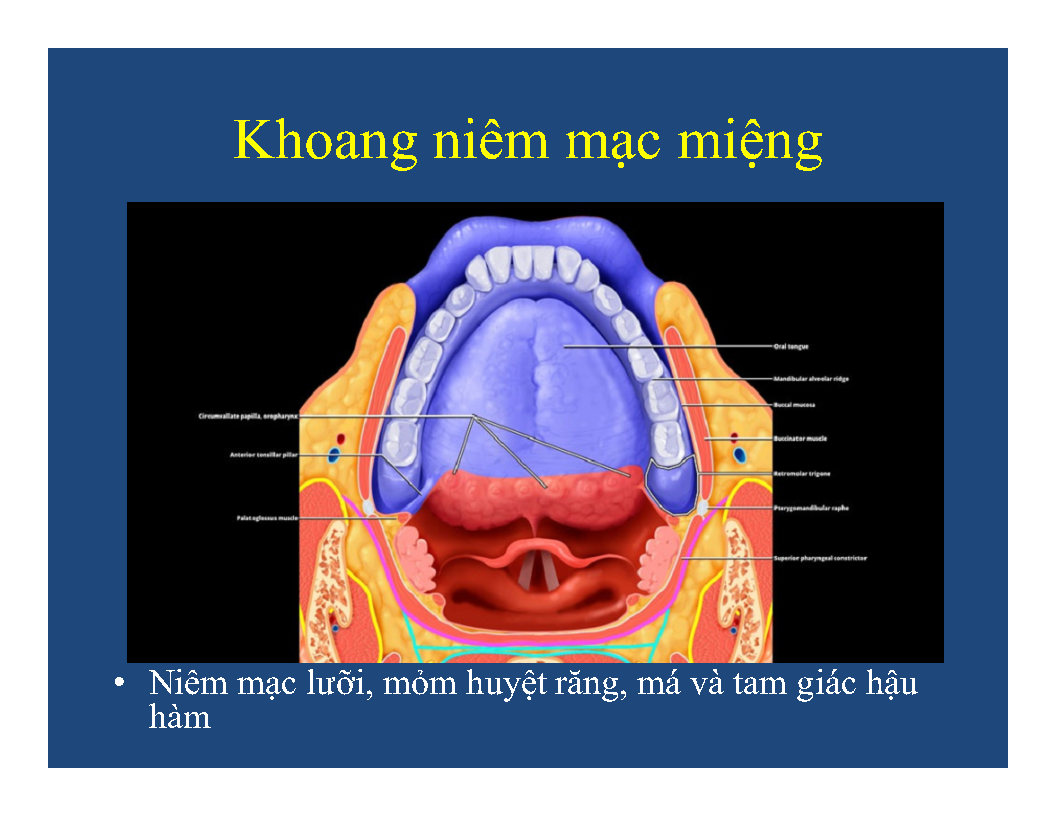 Khoang niêm mạc miệng
Oral tongue
Mandibular alveolar ridge
Buccal mucosa
Circumvallate papilla, oropharynx
Buccinator muscle
Anterior tonsillar pillar
Retromolar trigone
Pterygomandibular raphe
Palatoglossus muscle
Superior pharyngeal constrictor
• Niêm mạc lưỡi, mỏm huyệt răng, má và tam giác hậu
hàm